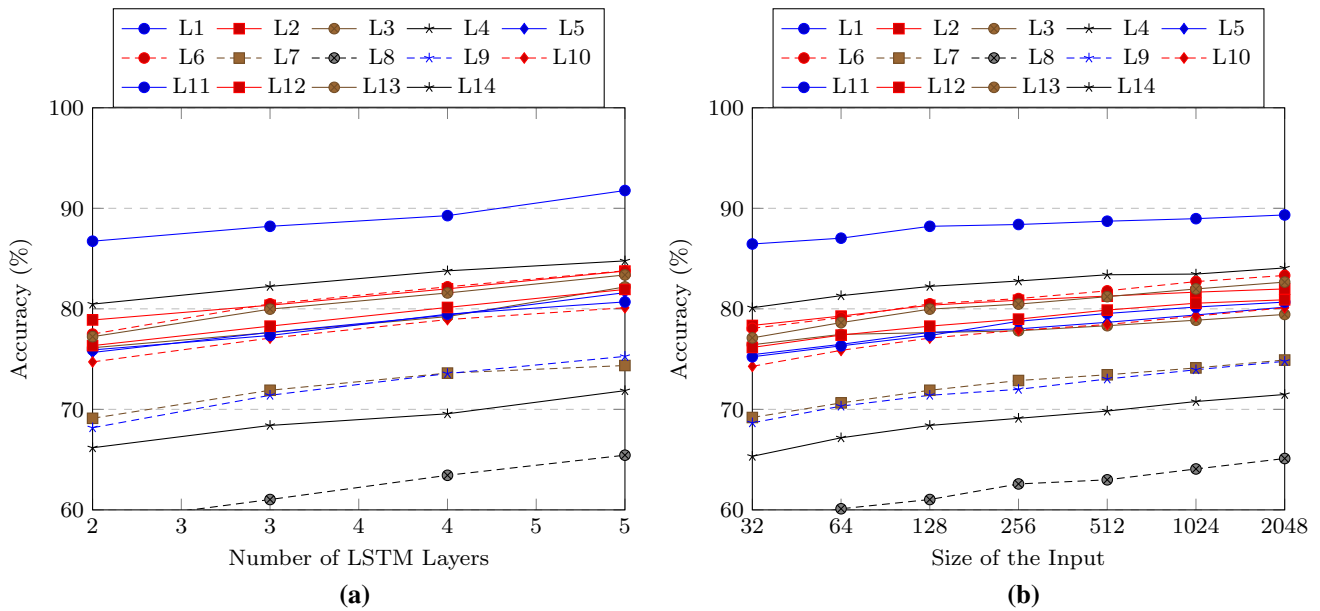 L1 L2 L3 L4 L5
L6 L7 L8 L9 L10
L11 L12 L13 L14
100
90
80
70
60
Accuracy (%)
2 3 3 4 4 5 5
Number of LSTM Layers
(a)
L1 L2 L3 L4 L5
L6 L7 L8 L9 L10
L11 L12 L13 L14
100
90
80
70
60
Accuracy (%)
32 64 128 256 512 1024 2048
Size of the Input
(b)